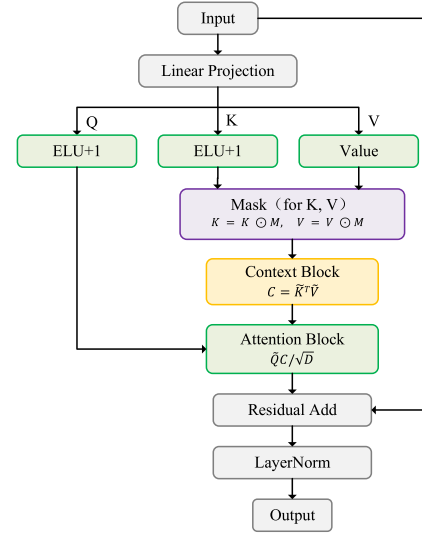 Input
Linear Projection
Q
K
V
ELU+1
ELU+1
Value
Mask（for K, V）
K = K ⊙ M, V = V ⊙ M
Context Block
C = K̃ᵀṼ
Attention Block
Q̃C/√D
Residual Add
LayerNorm
Output